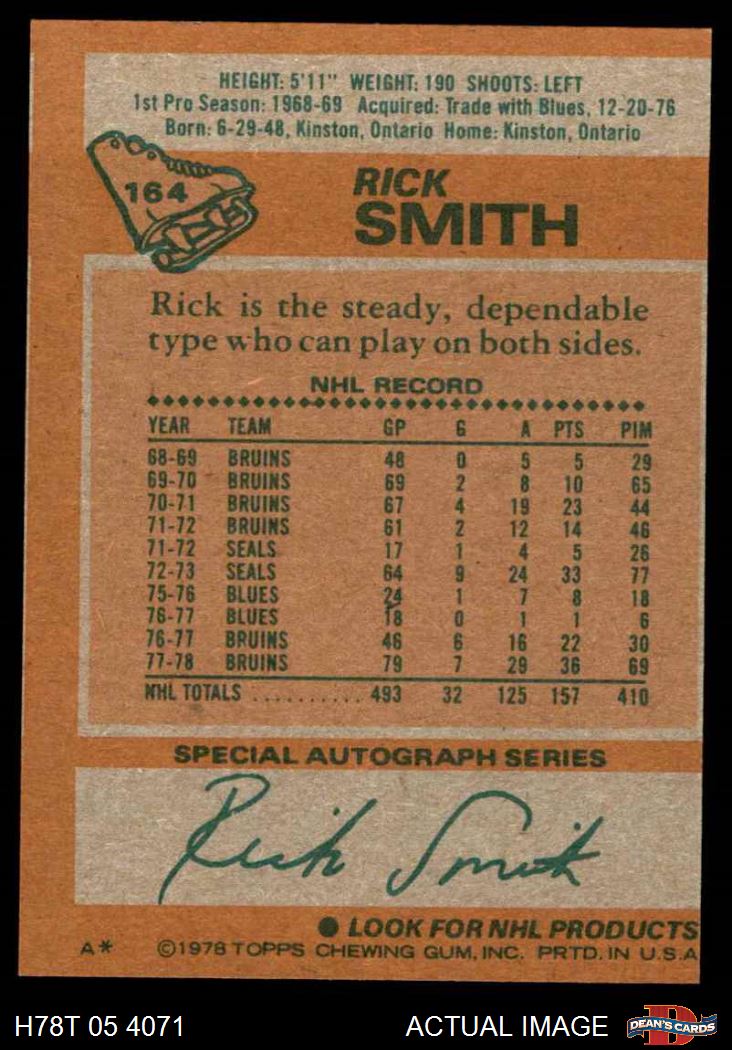 HEIGHT: 5'11" WEIGHT: 190 SHOOTS: LEFT
1st Pro Season: 1968-69 Acquired: Trade with Blues, 12-20-76
Born: 6-29-48, Kinston, Ontario Home: Kinston, Ontario
164
RICK
SMITH
Rick is the steady, dependable
type who can play on both sides.
NHL RECORD
YEAR TEAM GP G A PTS PIM
68-69 BRUINS 48 0 5 5 29
69-70 BRUINS 69 2 8 10 65
70-71 BRUINS 67 4 19 23 44
71-72 BRUINS 61 2 12 14 46
71-72 SEALS 17 1 4 5 26
72-73 SEALS 64 9 24 33 77
75-76 BLUES 24 1 7 8 18
76-77 BLUES 18 0 1 1 6
76-77 BRUINS 46 6 16 22 30
77-78 BRUINS 79 7 29 36 69
NHL TOTALS .......... 493 32 125 157 410
SPECIAL AUTOGRAPH SERIES
Rick Smith
● LOOK FOR NHL PRODUCTS
A* ©1978 TOPPS CHEWING GUM, INC. PRTD. IN U.S.A
H78T 05 4071 ACTUAL IMAGE D DEAN'S CARDS